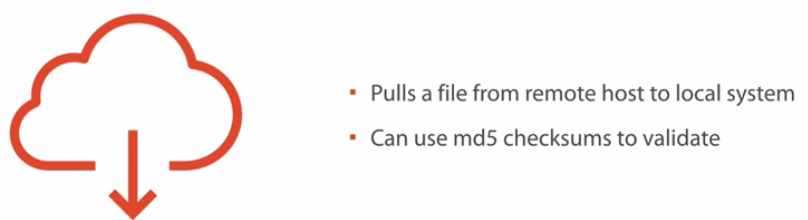 ▪ Pulls a file from remote host to local system
▪ Can use md5 checksums to validate